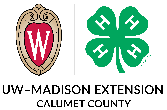 W
H H
H H
UW–MADISON EXTENSION
CALUMET COUNTY